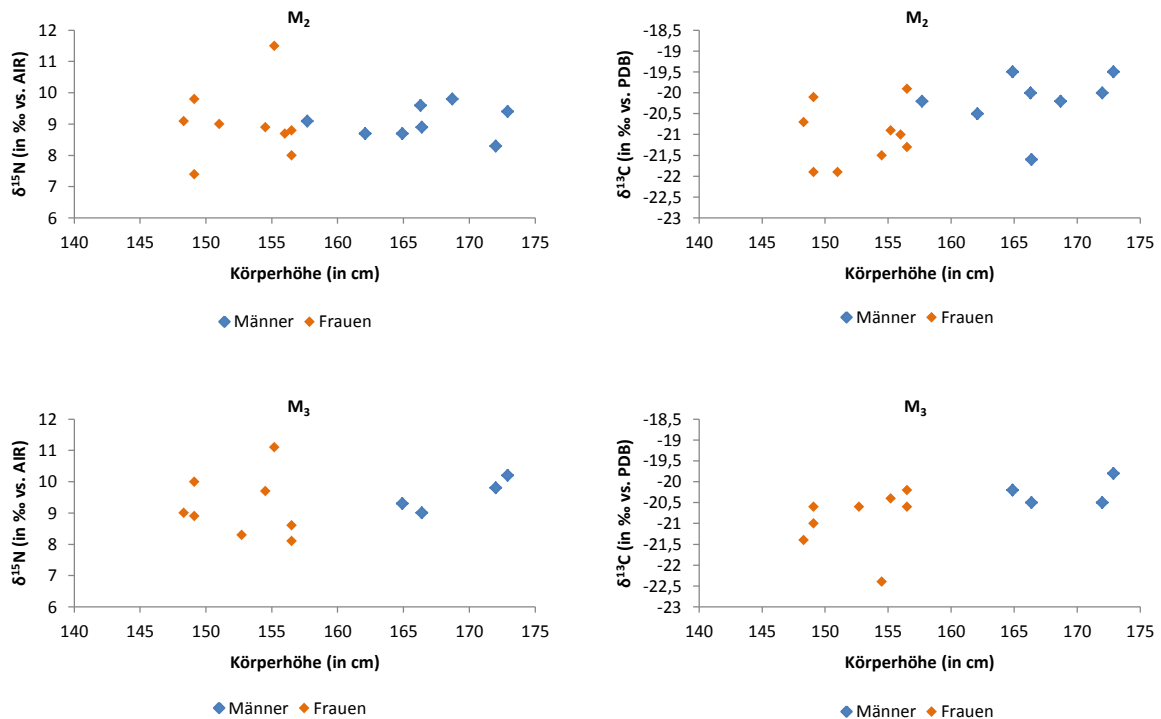 M₂
δ¹⁵N (in ‰ vs. AIR)
12
11
10
9
8
7
6
140 145 150 155 160 165 170 175
Körperhöhe (in cm)
Männer Frauen
M₂
δ¹³C (in ‰ vs. PDB)
-18,5
-19
-19,5
-20
-20,5
-21
-21,5
-22
-22,5
-23
140 145 150 155 160 165 170 175
Körperhöhe (in cm)
Männer Frauen
M₃
δ¹⁵N (in ‰ vs. AIR)
12
11
10
9
8
7
6
140 145 150 155 160 165 170 175
Körperhöhe (in cm)
Männer Frauen
M₃
δ¹³C (in ‰ vs. PDB)
-18,5
-19
-19,5
-20
-20,5
-21
-21,5
-22
-22,5
-23
140 145 150 155 160 165 170 175
Körperhöhe (in cm)
Männer Frauen